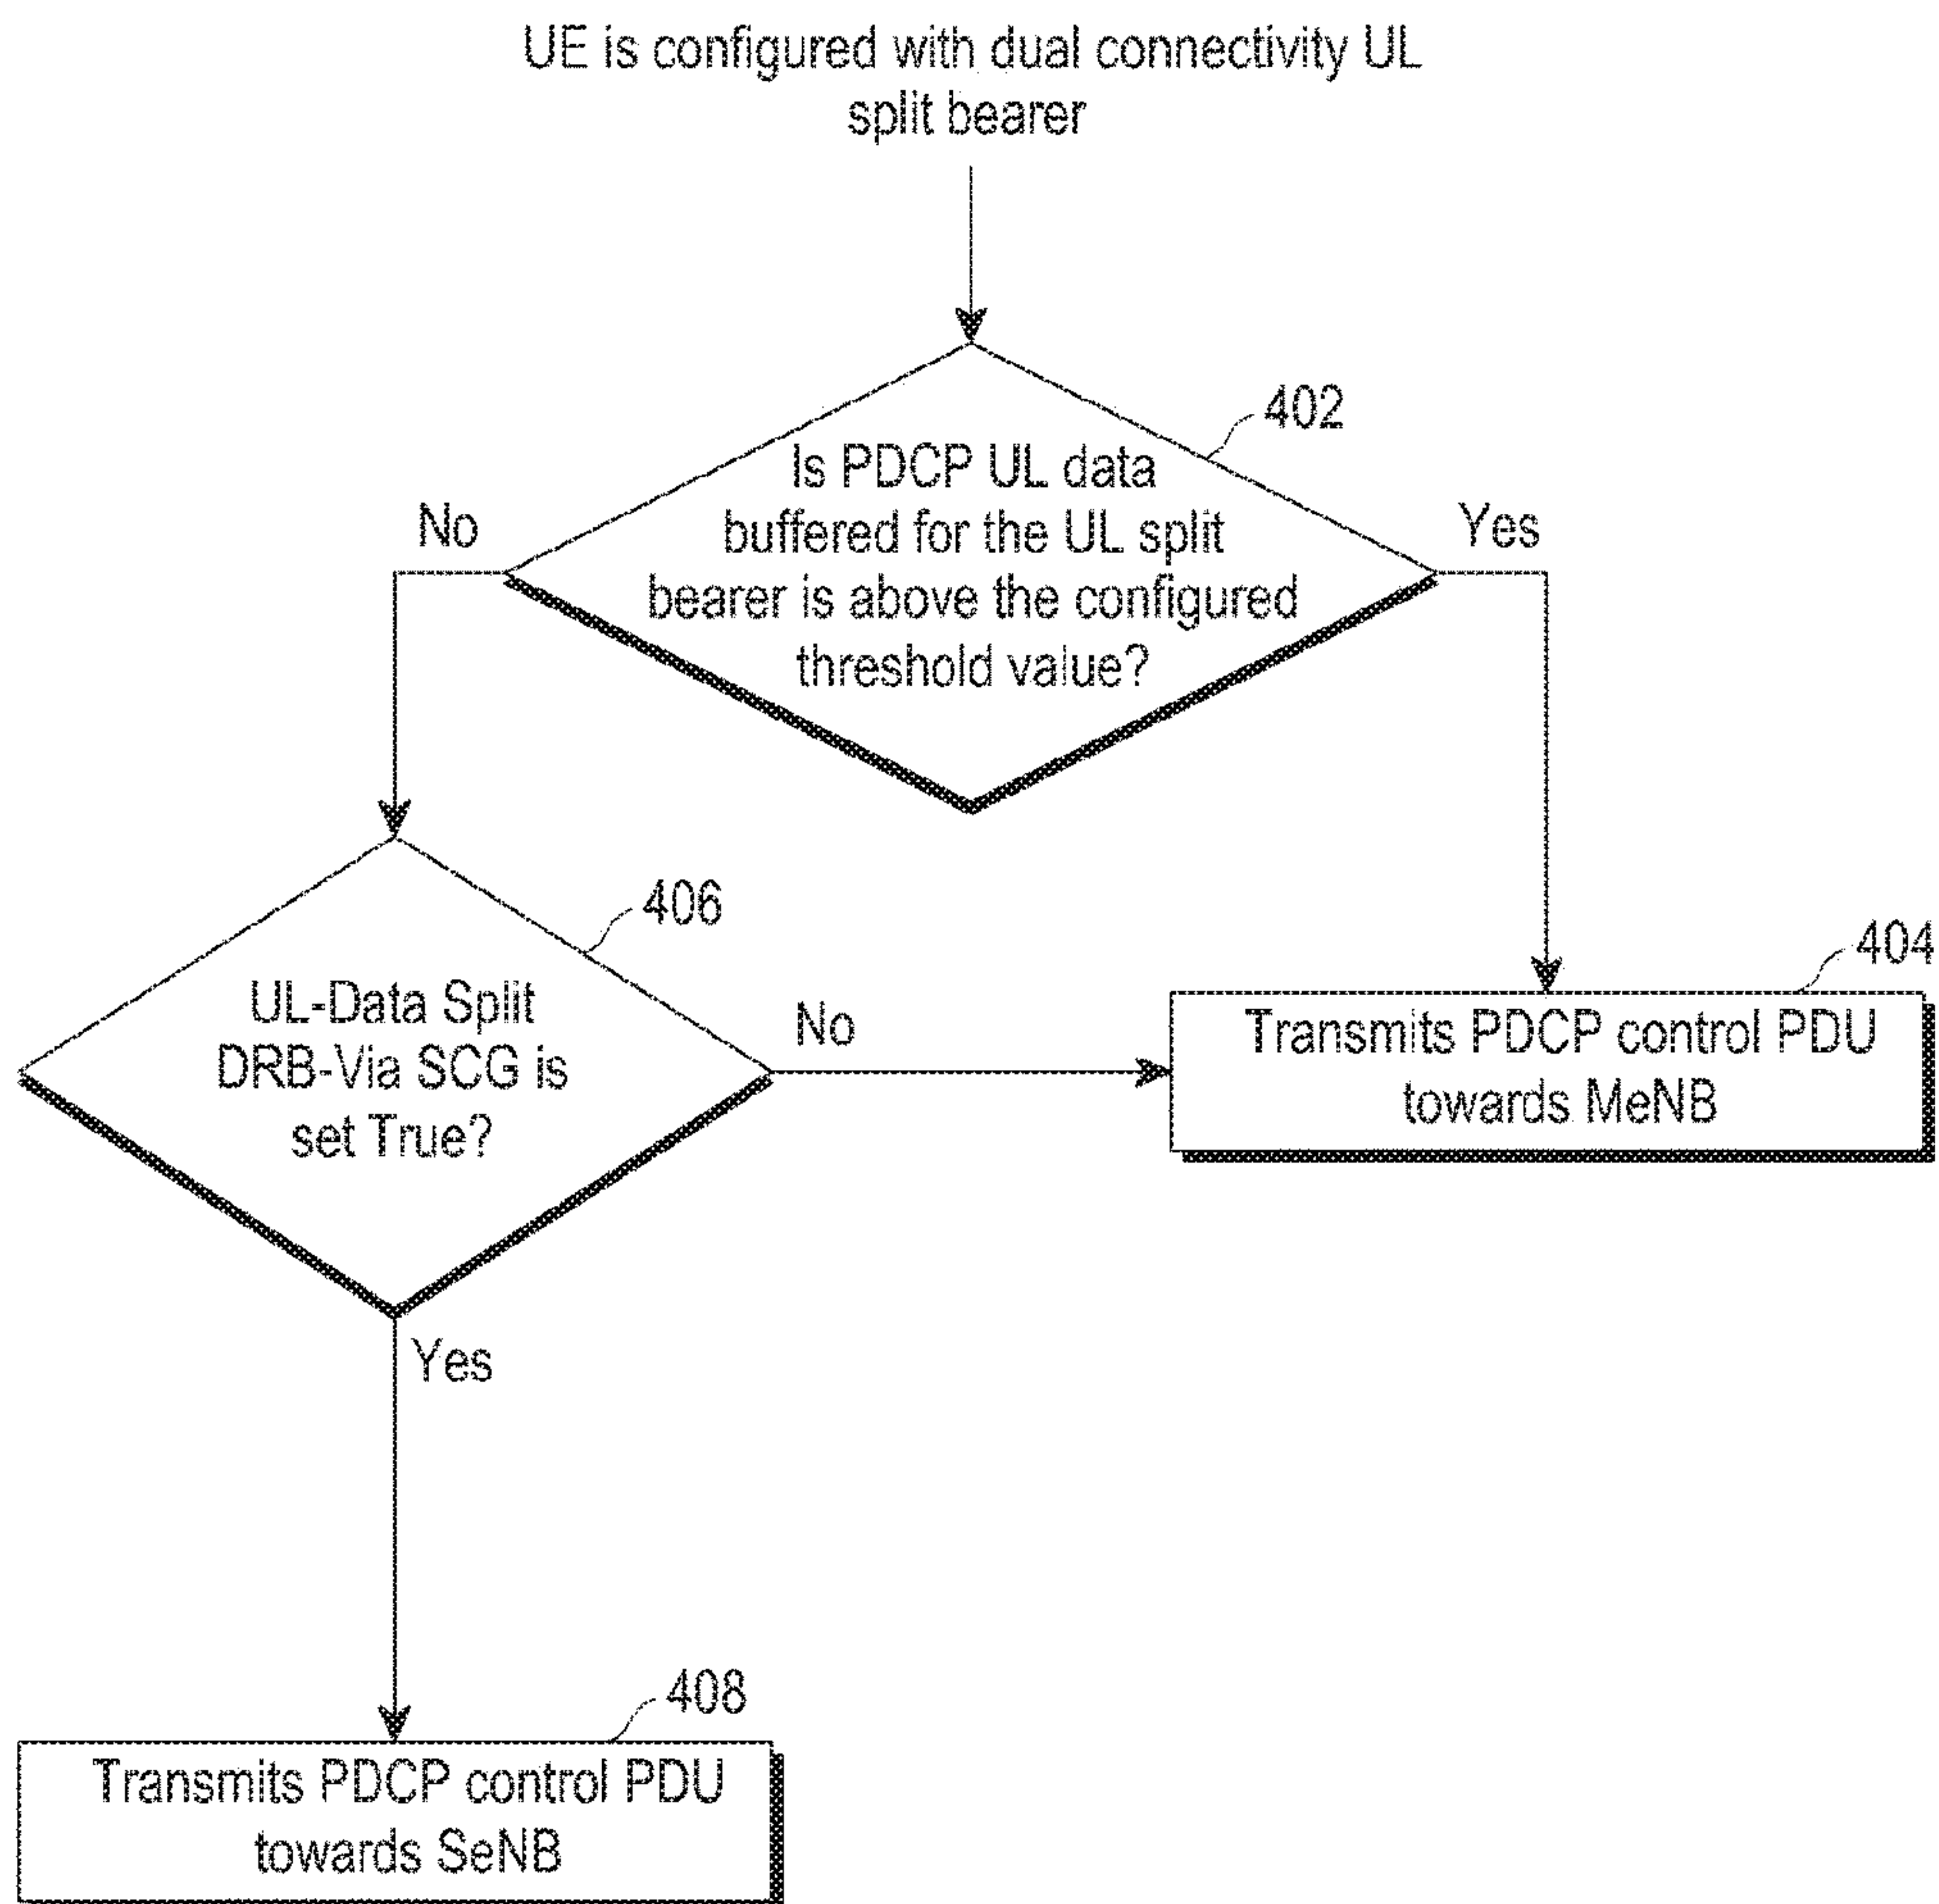 UE is configured with dual connectivity UL
split bearer
402
Is PDCP UL data
buffered for the UL split
bearer is above the configured
threshold value?
No
Yes
406
UL-Data Split
DRB-Via SCG is
set True?
No
404
Transmits PDCP control PDU
towards MeNB
Yes
408
Transmits PDCP control PDU
towards SeNB